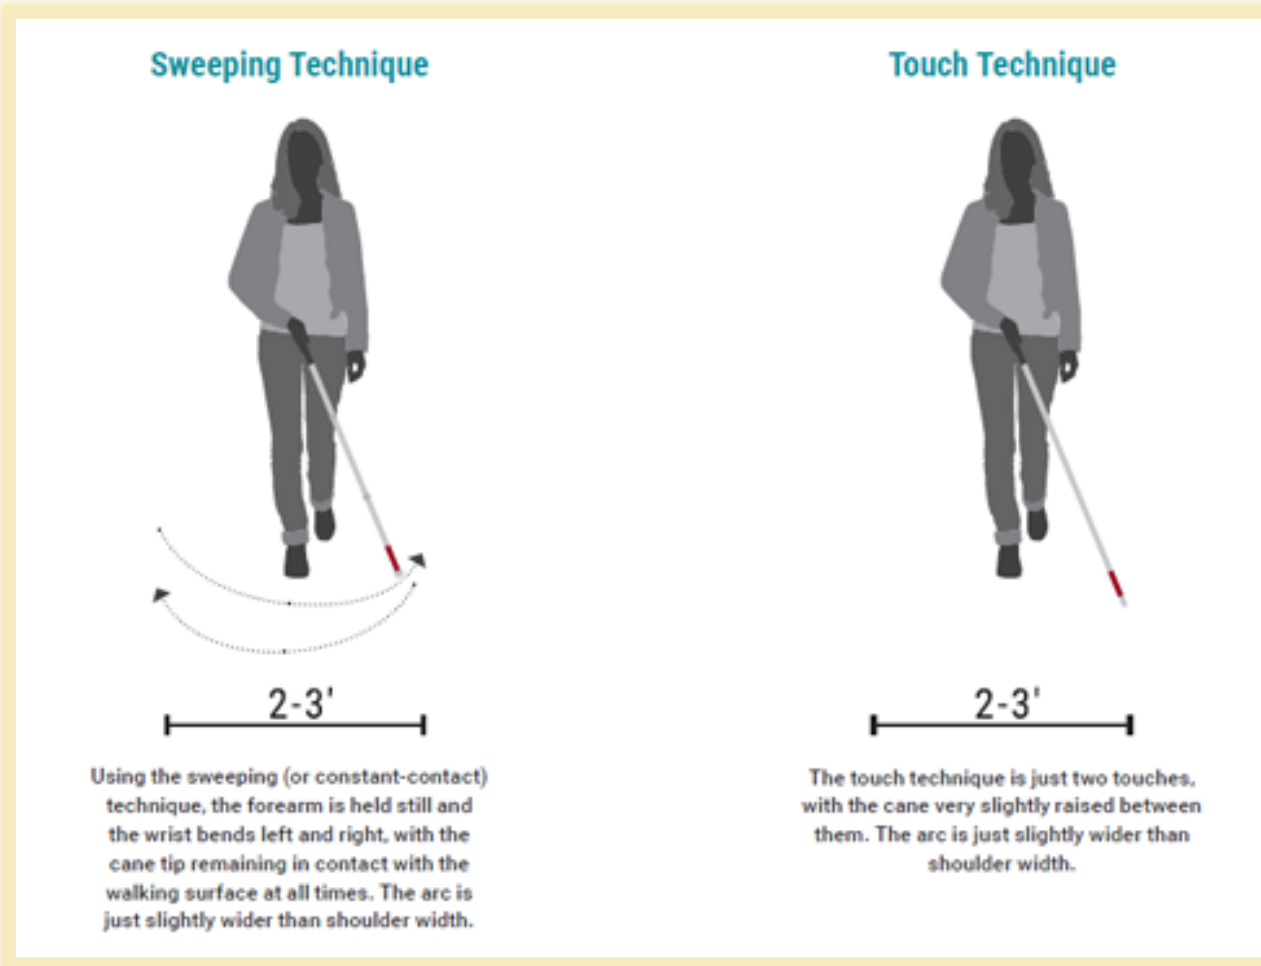 Sweeping Technique
2-3'
Using the sweeping (or constant-contact)
technique, the forearm is held still and
the wrist bends left and right, with the
cane tip remaining in contact with the
walking surface at all times. The arc is
just slightly wider than shoulder width.
Touch Technique
2-3'
The touch technique is just two touches,
with the cane very slightly raised between
them. The arc is just slightly wider than
shoulder width.